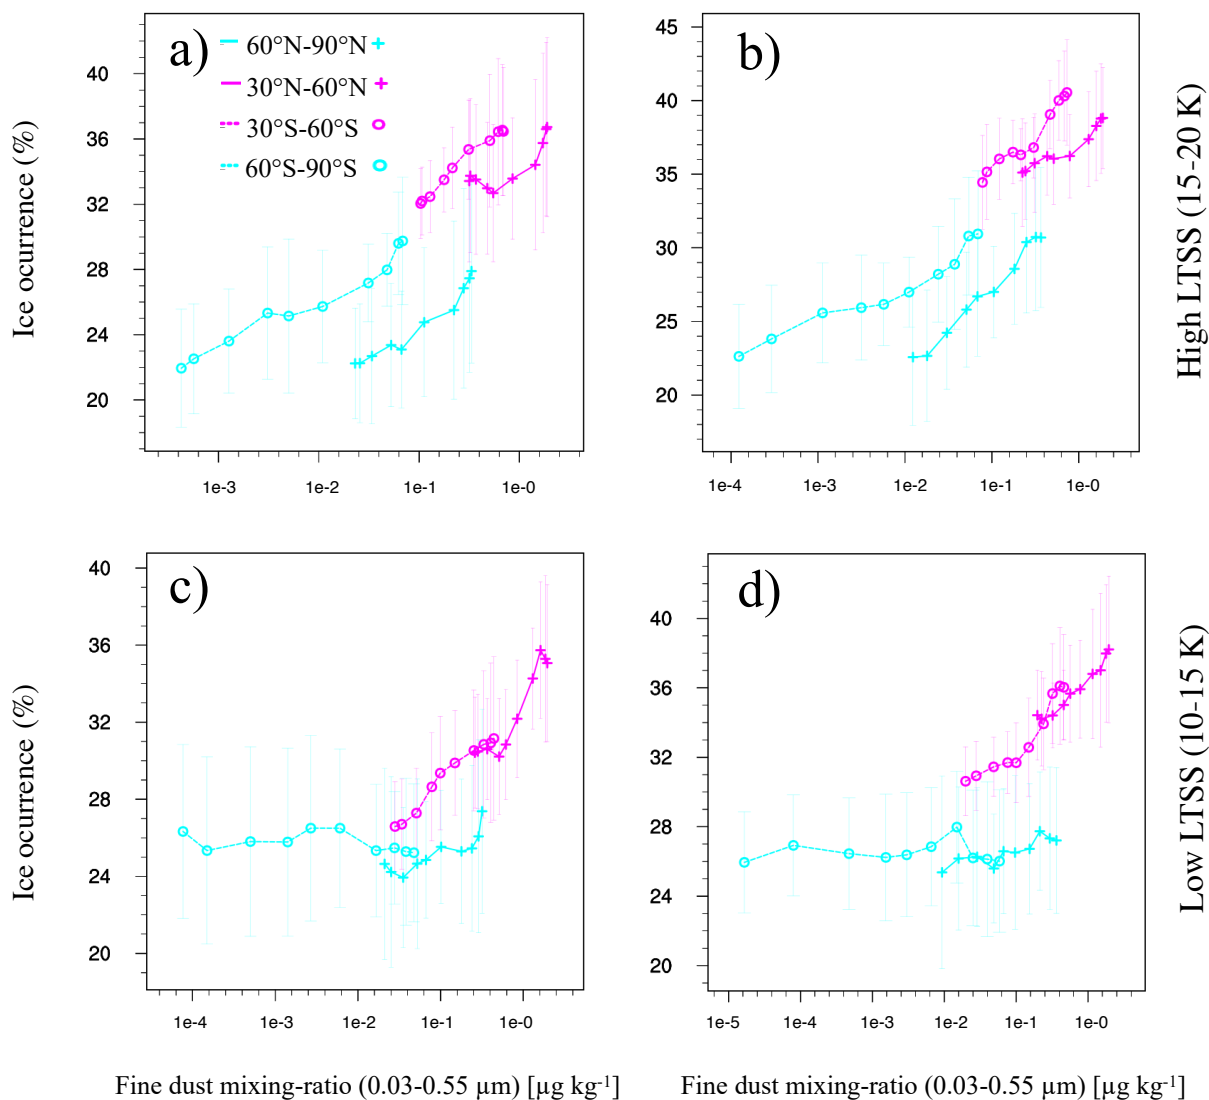 a)
60°N-90°N
30°N-60°N
30°S-60°S
60°S-90°S
40
36
32
28
24
20
1e-3 1e-2 1e-1 1e-0
Ice ocurrence (%)
b)
45
40
35
30
25
20
1e-4 1e-3 1e-2 1e-1 1e-0
High LTSS (15-20 K)
c)
40
36
32
28
24
20
1e-4 1e-3 1e-2 1e-1 1e-0
Ice ocurrence (%)
Fine dust mixing-ratio (0.03-0.55 µm) [µg kg⁻¹]
d)
40
36
32
28
24
20
1e-5 1e-4 1e-3 1e-2 1e-1 1e-0
Low LTSS (10-15 K)
Fine dust mixing-ratio (0.03-0.55 µm) [µg kg⁻¹]